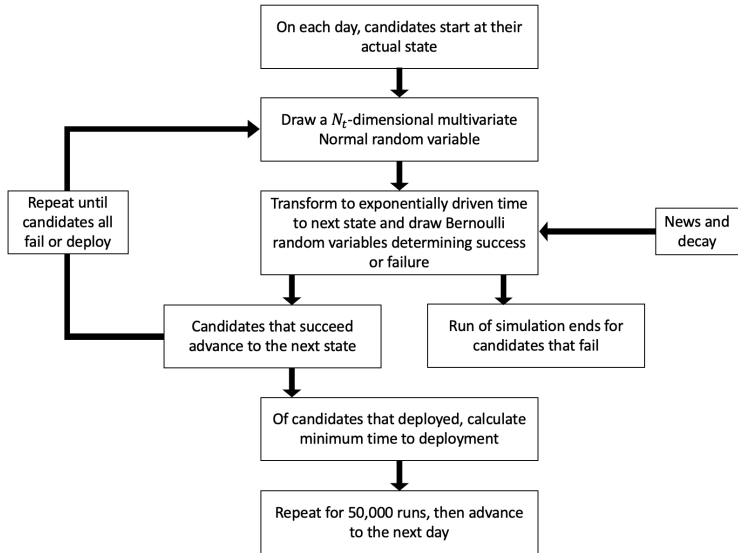 On each day, candidates start at their
actual state
Draw a Nₜ-dimensional multivariate
Normal random variable
Repeat until
candidates all
fail or deploy
Transform to exponentially driven time
to next state and draw Bernoulli
random variables determining success
or failure
News and
decay
Candidates that succeed
advance to the next state
Run of simulation ends for
candidates that fail
Of candidates that deployed, calculate
minimum time to deployment
Repeat for 50,000 runs, then advance
to the next day